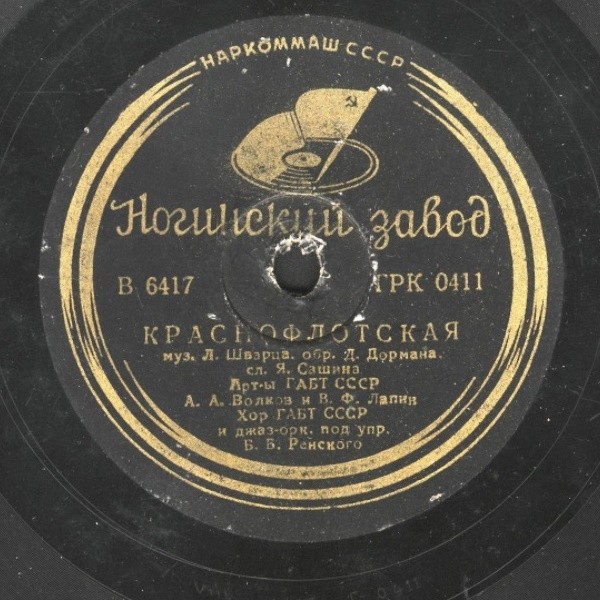 НАРКОММАШ СССР
Ногинский завод
В 6417 ГРК 0411
КРАСНОФЛОТСКАЯ
муз. Л. Шварца, обр. Д. Дормана,
сл. Я. Сашина
Арт-ы ГАБТ СССР
А. А. Волков и В. Ф. Лапин
Хор ГАБТ СССР
и джаз-орк. под упр.
Б. Б. Ренского